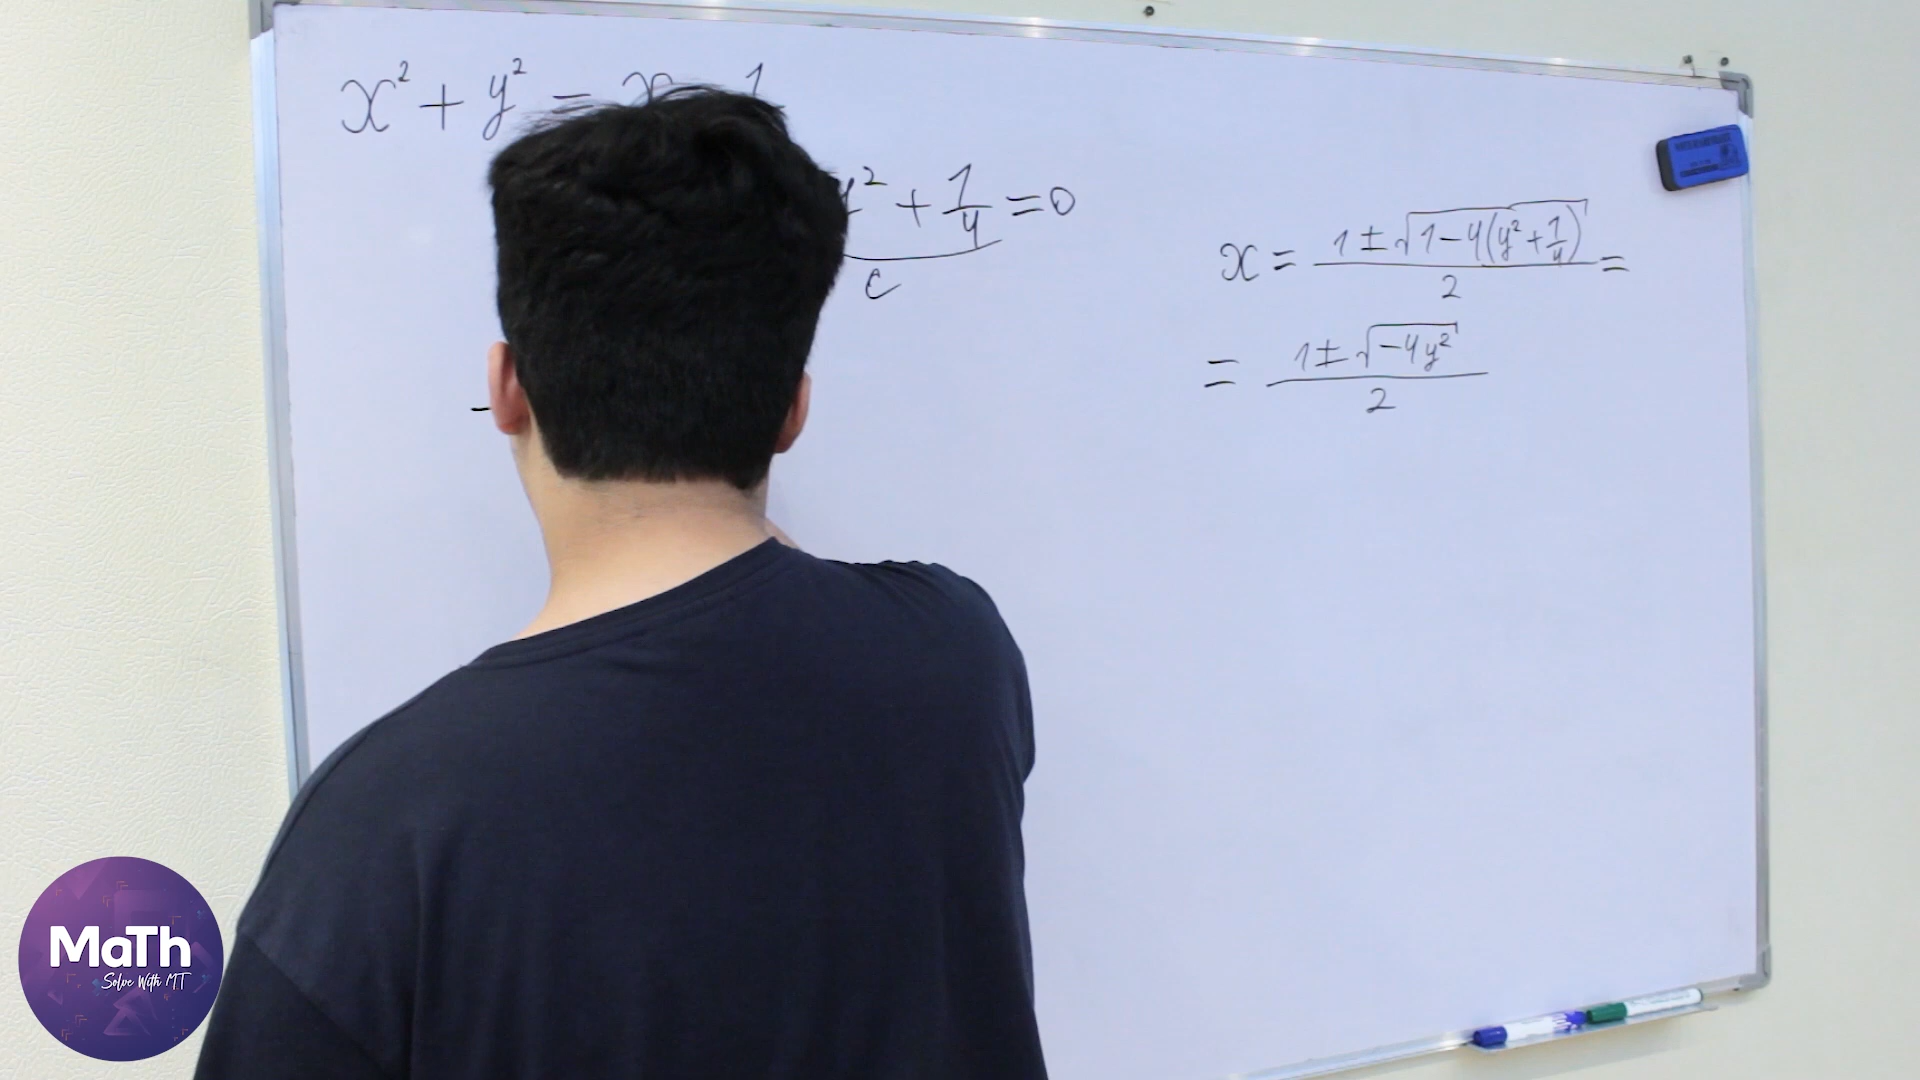 x² + y² = x - 1
y² + 1/4 = 0
c
x = (1 ± √(1 - 4(y² + 1/4)))/2 =
= (1 ± √(-4y²))/2
MaTh
Solve With MT